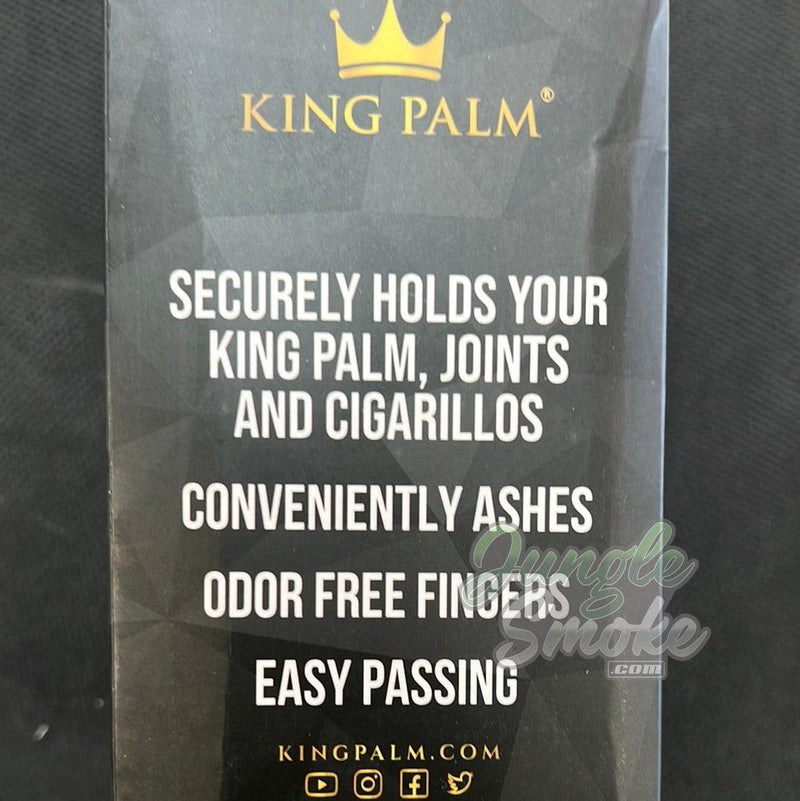 KING PALM®
SECURELY HOLDS YOUR
KING PALM, JOINTS
AND CIGARILLOS
CONVENIENTLY ASHES
ODOR FREE FINGERS
EASY PASSING
Jungle
Smoke
.com
KINGPALM.COM